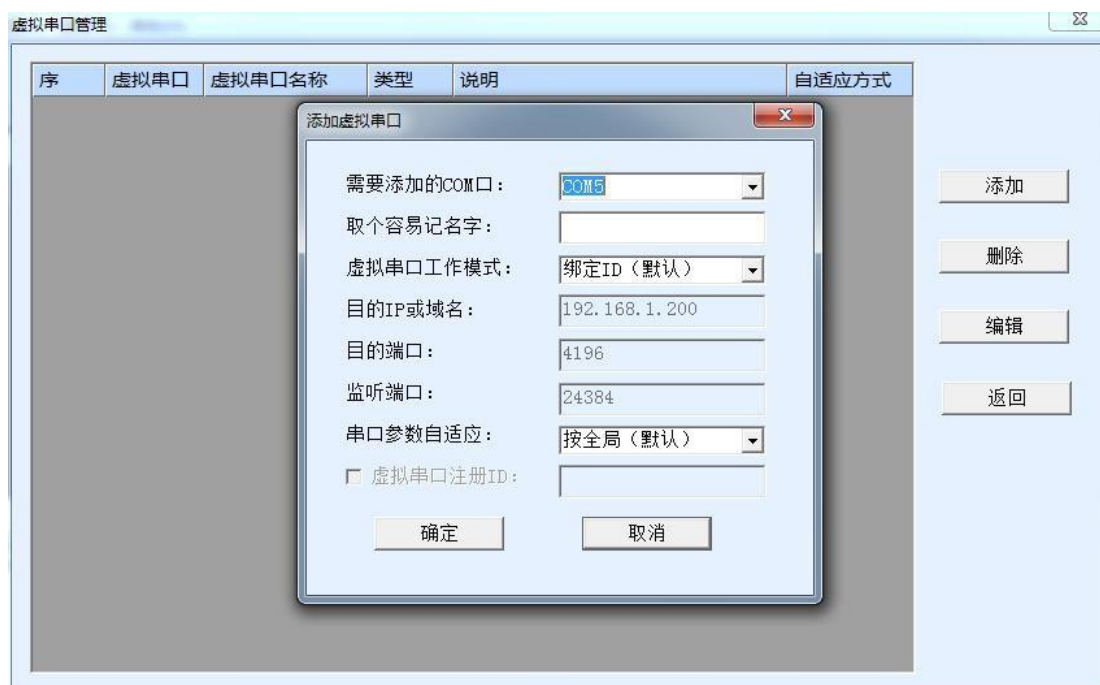 虚拟串口管理
序 虚拟串口 虚拟串口名称 类型 说明 自适应方式
添加虚拟串口
需要添加的COM口： COM5
取个容易记名字：
虚拟串口工作模式： 绑定ID（默认）
目的IP或域名： 192.168.1.200
目的端口： 4196
监听端口： 24384
串口参数自适应： 按全局（默认）
虚拟串口注册ID：
确定 取消
添加
删除
编辑
返回